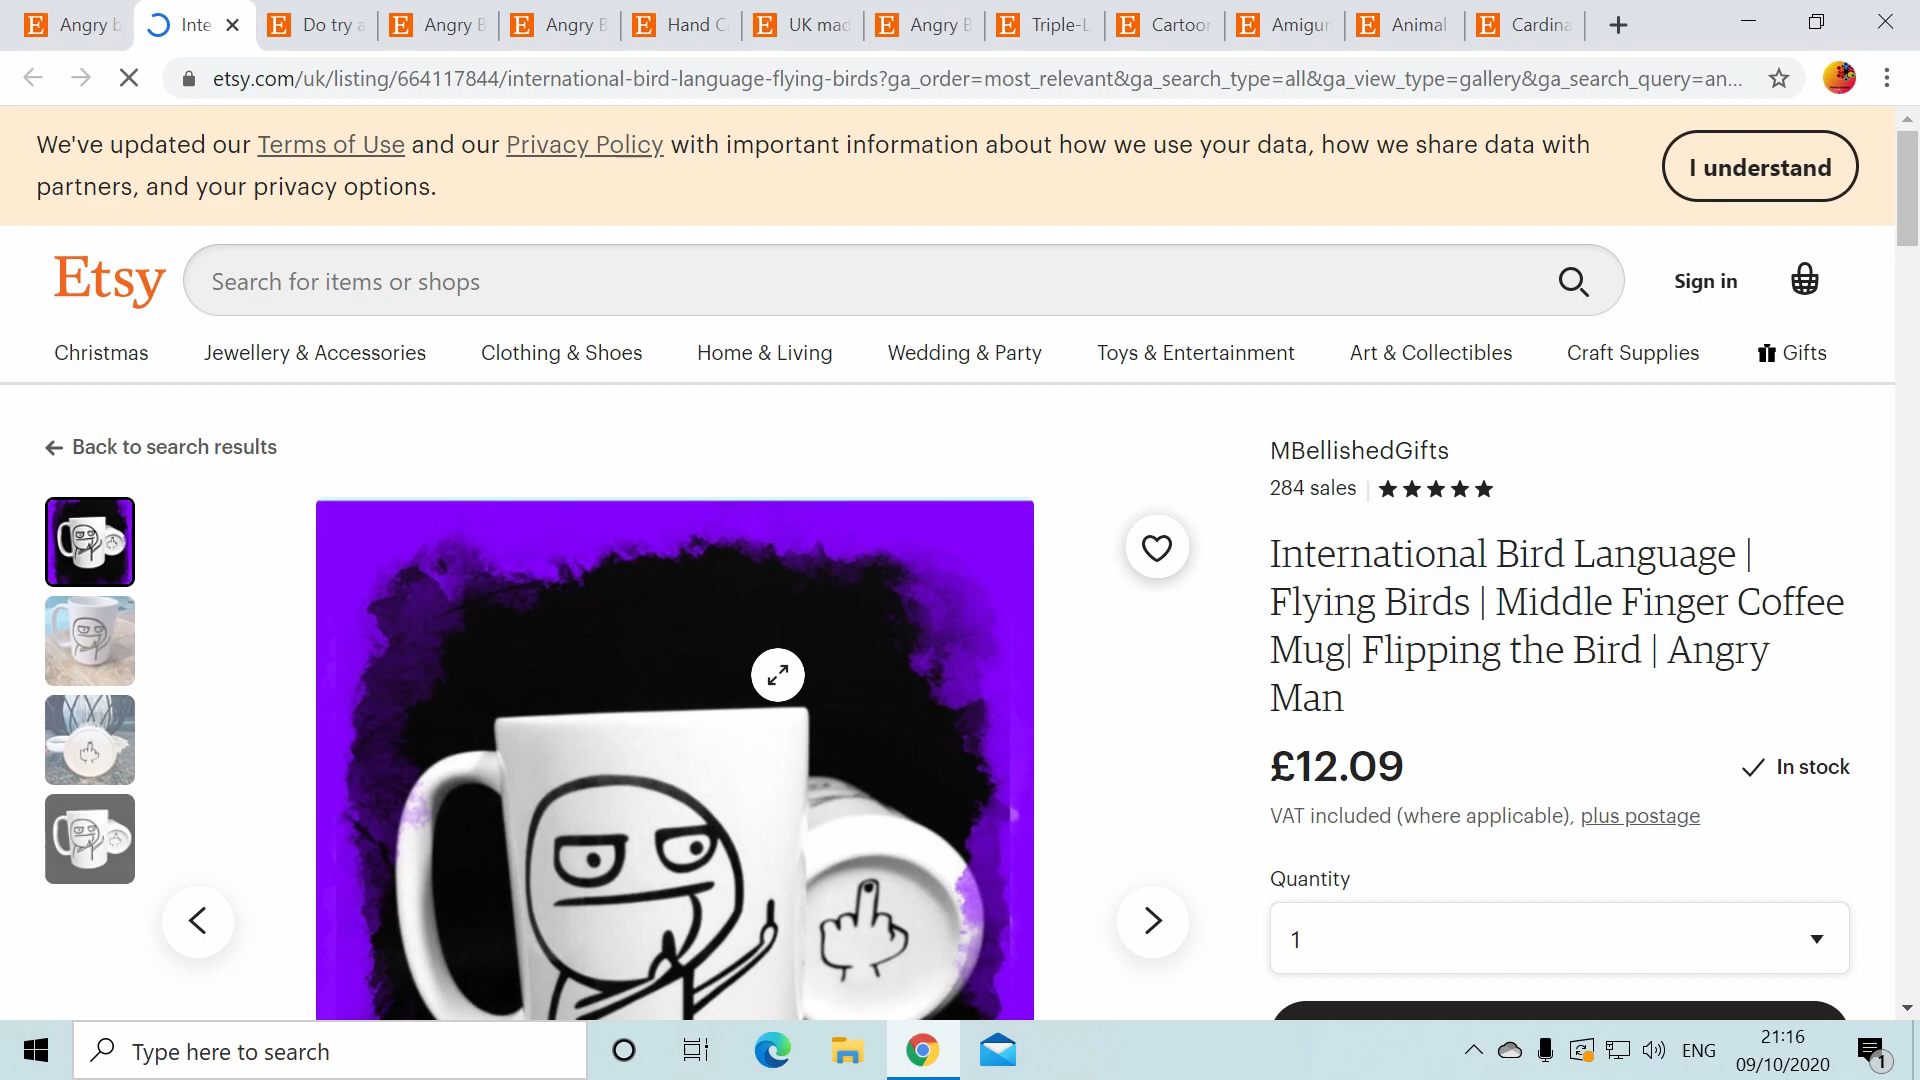 Angry b
Inte
Do try a
Angry B
Angry B
Hand C
UK mad
Angry B
Triple-L
Cartoon
Amigur
Animal
Cardina
etsy.com/uk/listing/664117844/international-bird-language-flying-birds?ga_order=most_relevant&ga_search_type=all&ga_view_type=gallery&ga_search_query=an...
We've updated our Terms of Use and our Privacy Policy with important information about how we use your data, how we share data with
partners, and your privacy options.
I understand
Etsy
Search for items or shops
Sign in
Christmas
Jewellery & Accessories
Clothing & Shoes
Home & Living
Wedding & Party
Toys & Entertainment
Art & Collectibles
Craft Supplies
Gifts
Back to search results
MBellishedGifts
284 sales
International Bird Language |
Flying Birds | Middle Finger Coffee
Mug| Flipping the Bird | Angry
Man
£12.09
In stock
VAT included (where applicable), plus postage
Quantity
1
Type here to search
ENG
21:16
09/10/2020
1